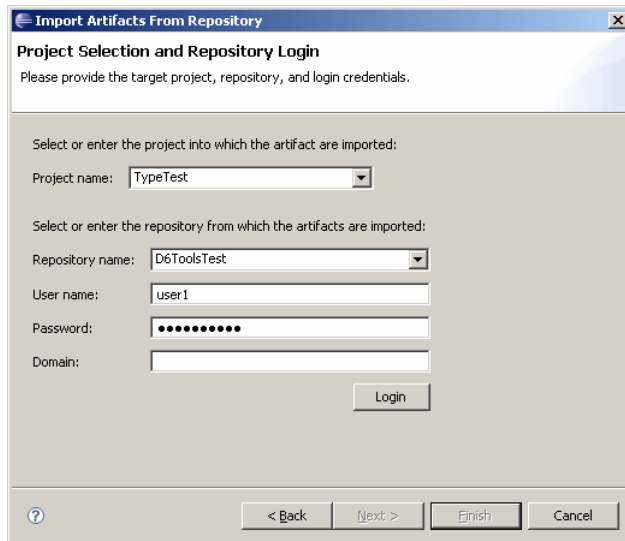 Import Artifacts From Repository
Project Selection and Repository Login
Please provide the target project, repository, and login credentials.
Select or enter the project into which the artifact are imported:
Project name: TypeTest
Select or enter the repository from which the artifacts are imported:
Repository name: D6ToolsTest
User name: user1
Password: ●●●●●●●●●●
Domain:
Login
? < Back Next > Finish Cancel